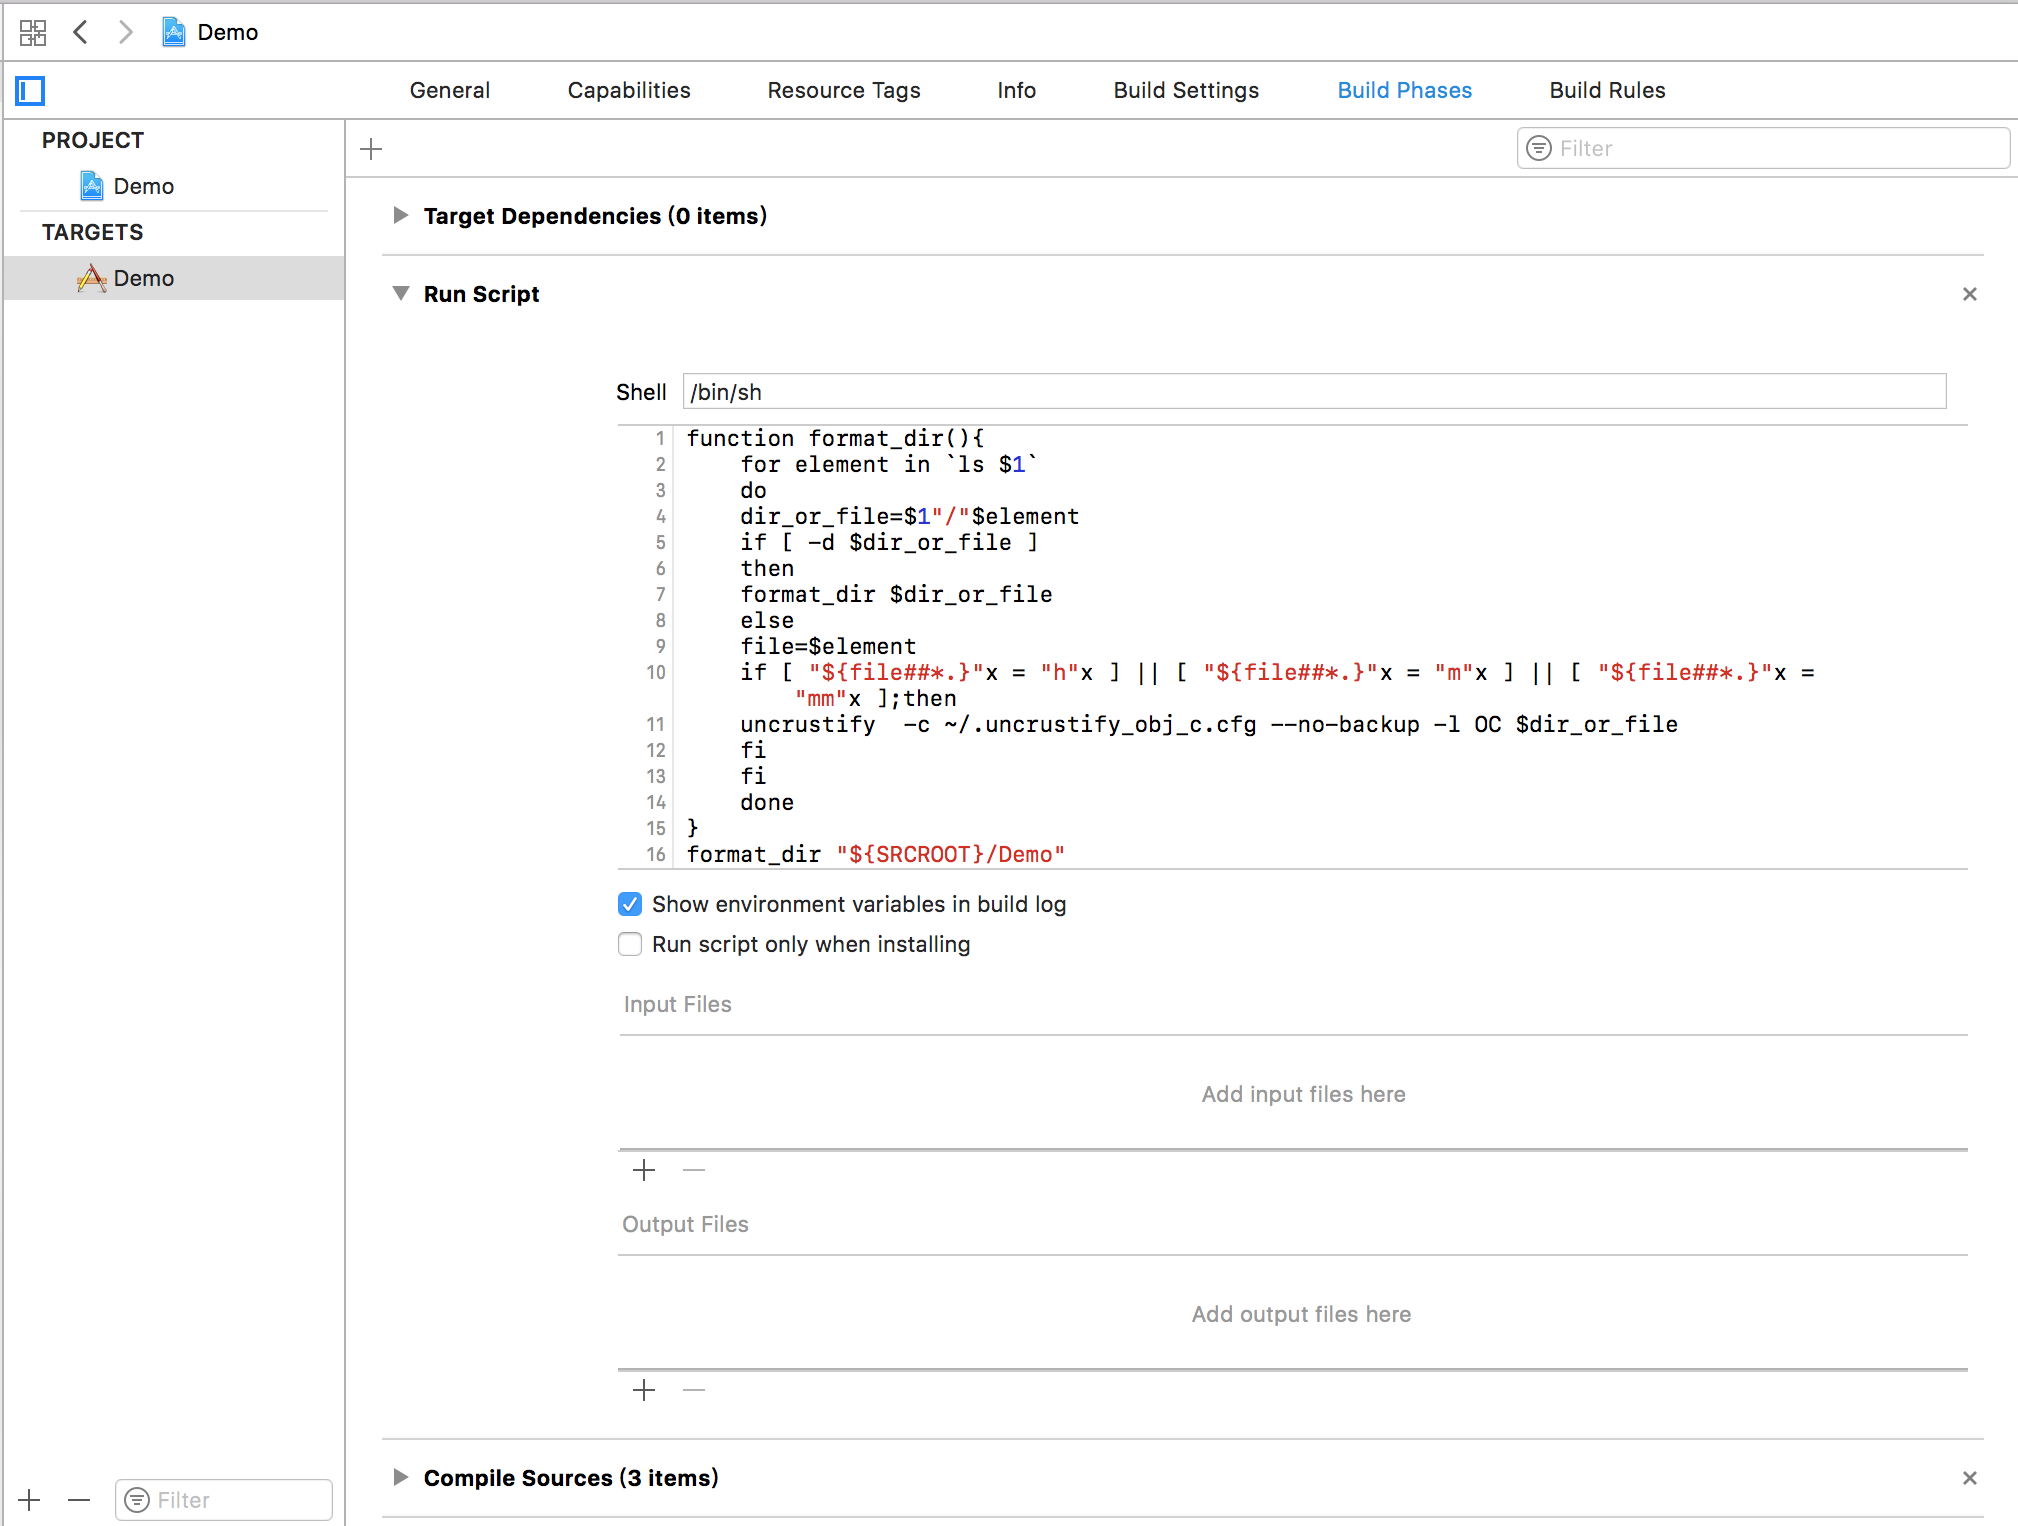 Demo
General Capabilities Resource Tags Info Build Settings Build Phases Build Rules
PROJECT
Demo
TARGETS
Demo
Filter
Target Dependencies (0 items)
Run Script
Shell /bin/sh
1 function format_dir(){
2     for element in `ls $1`
3     do
4     dir_or_file=$1"/"$element
5     if [ -d $dir_or_file ]
6     then
7     format_dir $dir_or_file
8     else
9     file=$element
10     if [ "${file##*.}"x = "h"x ] || [ "${file##*.}"x = "m"x ] || [ "${file##*.}"x =
"mm"x ];then
11     uncrustify  -c ~/.uncrustify_obj_c.cfg --no-backup -l OC $dir_or_file
12     fi
13     fi
14     done
15 }
16 format_dir "${SRCROOT}/Demo"
Show environment variables in build log
Run script only when installing
Input Files
Add input files here
Output Files
Add output files here
Compile Sources (3 items)
Filter